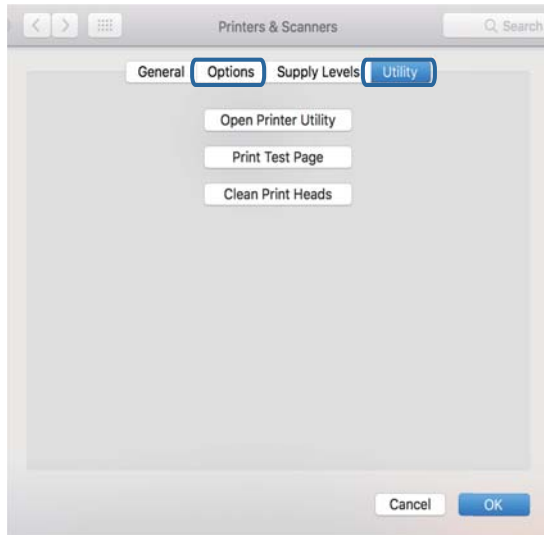 Printers & Scanners
Search
General Options Supply Levels Utility
Open Printer Utility
Print Test Page
Clean Print Heads
Cancel OK